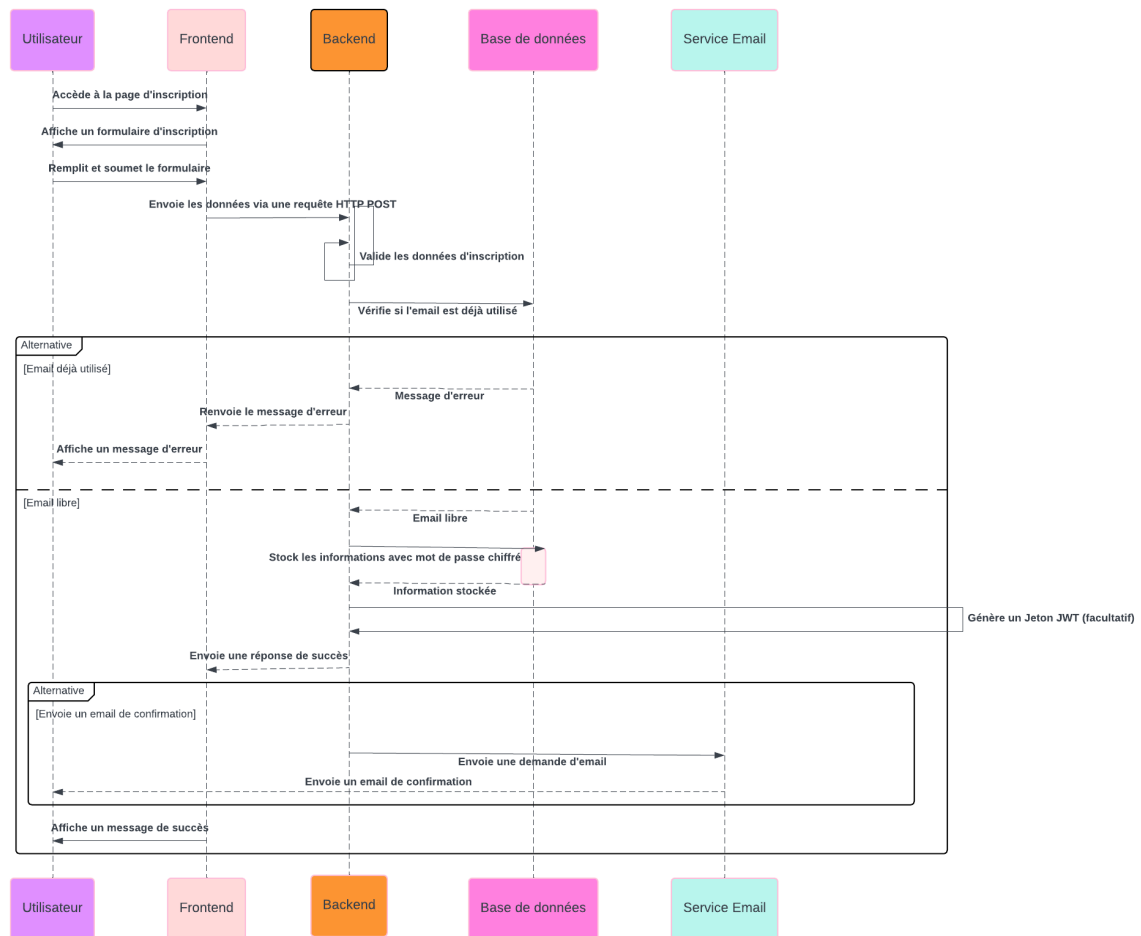 Utilisateur
Frontend
Backend
Base de données
Service Email
Accède à la page d'inscription
Affiche un formulaire d'inscription
Remplit et soumet le formulaire
Envoie les données via une requête HTTP POST
Valide les données d'inscription
Vérifie si l'email est déjà utilisé
Alternative
[Email déjà utilisé]
Message d'erreur
Renvoie le message d'erreur
Affiche un message d'erreur
[Email libre]
Email libre
Stock les informations avec mot de passe chiffré
Information stockée
Génère un Jeton JWT (facultatif)
Envoie une réponse de succès
Alternative
[Envoie un email de confirmation]
Envoie une demande d'email
Envoie un email de confirmation
Affiche un message de succès
Utilisateur
Frontend
Backend
Base de données
Service Email